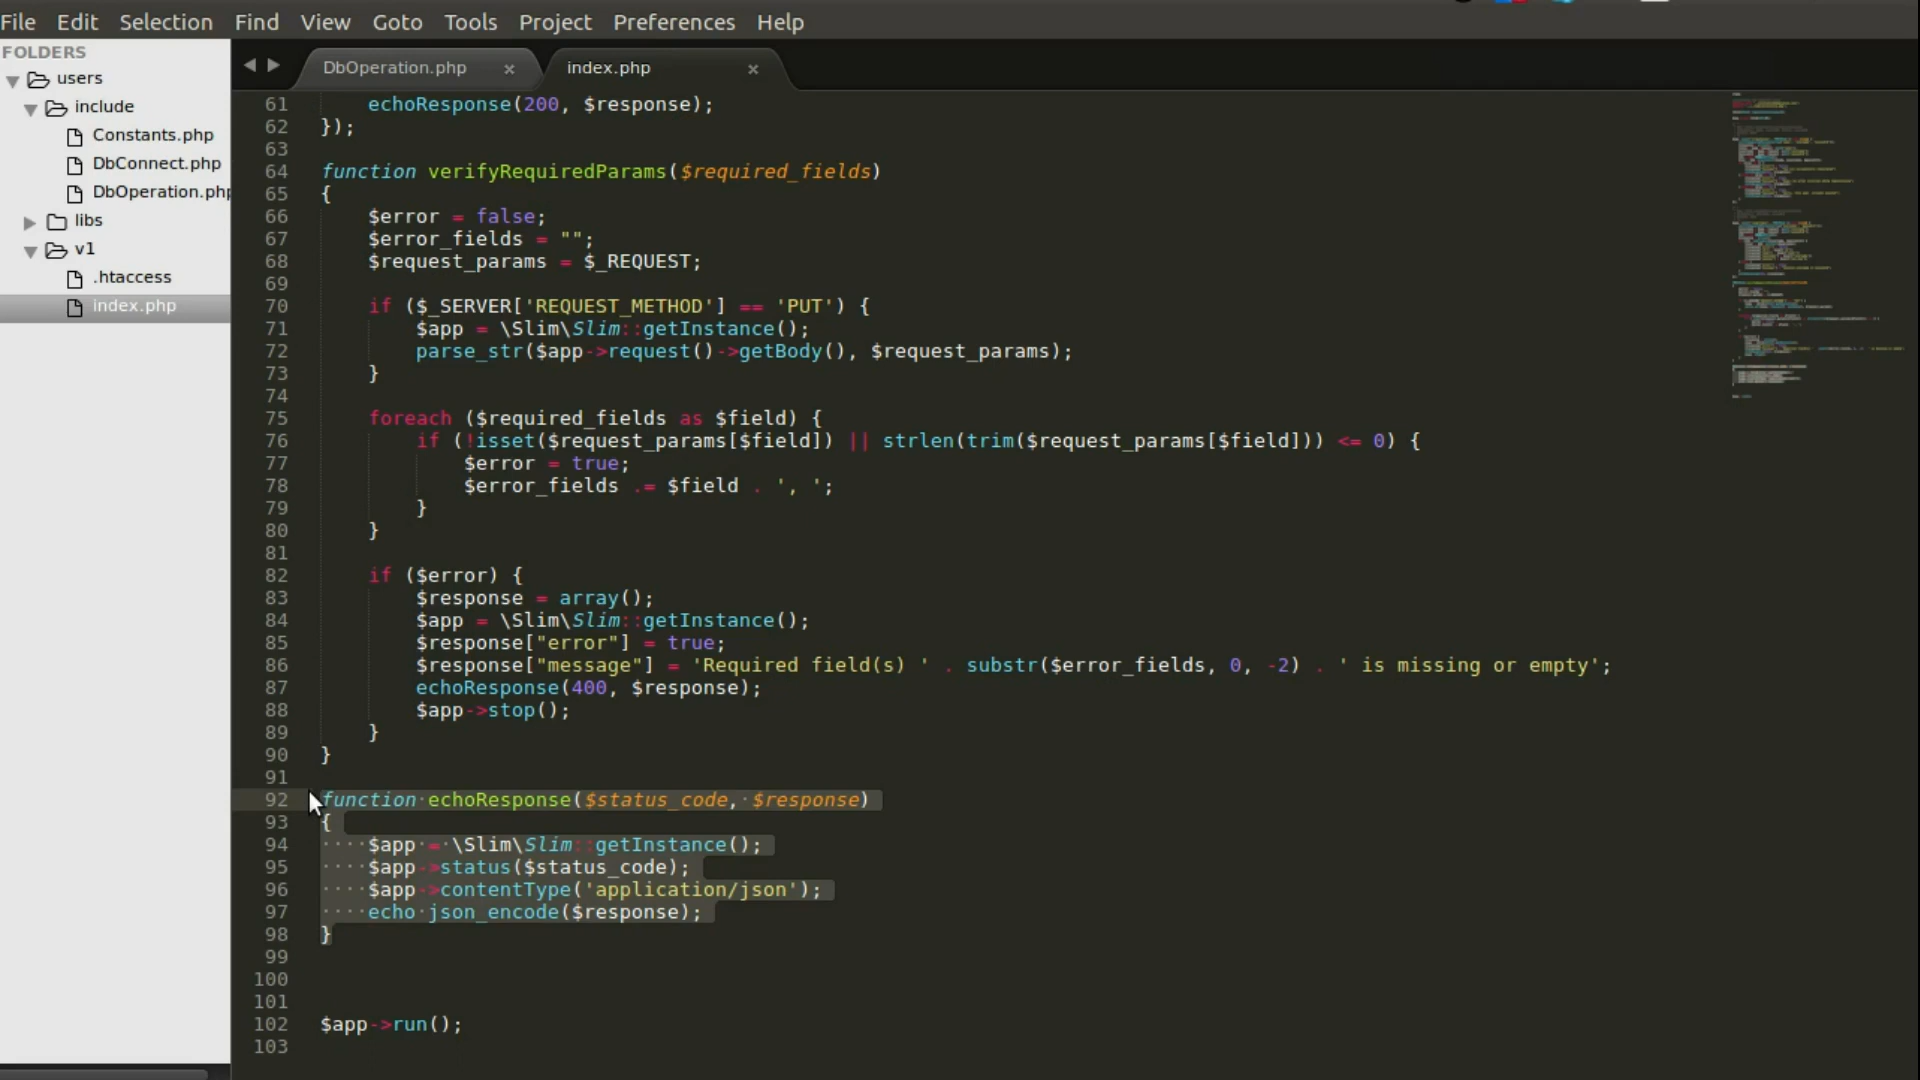 File Edit Selection Find View Goto Tools Project Preferences Help
FOLDERS
users
include
Constants.php
DbConnect.php
DbOperation.php
libs
v1
.htaccess
index.php
DbOperation.php × index.php ×
61 echoResponse(200, $response);
62 });
63
64 function verifyRequiredParams($required_fields)
65 {
66 $error = false;
67 $error_fields = "";
68 $request_params = $_REQUEST;
69
70 if ($_SERVER['REQUEST_METHOD'] == 'PUT') {
71 $app = \Slim\Slim::getInstance();
72 parse_str($app->request()->getBody(), $request_params);
73 }
74
75 foreach ($required_fields as $field) {
76 if (!isset($request_params[$field]) || strlen(trim($request_params[$field])) <= 0) {
77 $error = true;
78 $error_fields .= $field . ', ';
79 }
80 }
81
82 if ($error) {
83 $response = array();
84 $app = \Slim\Slim::getInstance();
85 $response["error"] = true;
86 $response["message"] = 'Required field(s) ' . substr($error_fields, 0, -2) . ' is missing or empty';
87 echoResponse(400, $response);
88 $app->stop();
89 }
90 }
91
92 function echoResponse($status_code, $response)
93 {
94 $app = \Slim\Slim::getInstance();
95 $app->status($status_code);
96 $app->contentType('application/json');
97 echo json_encode($response);
98 }
99
100
101
102 $app->run();
103